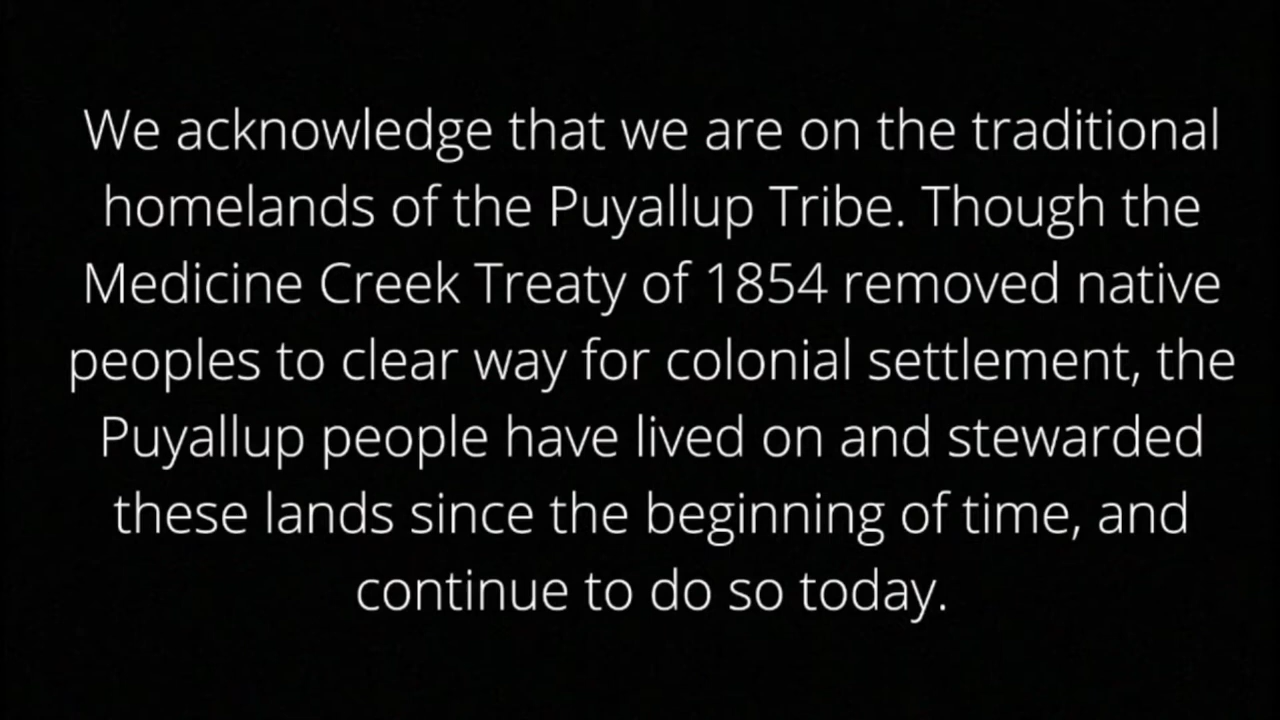 We acknowledge that we are on the traditional
homelands of the Puyallup Tribe. Though the
Medicine Creek Treaty of 1854 removed native
peoples to clear way for colonial settlement, the
Puyallup people have lived on and stewarded
these lands since the beginning of time, and
continue to do so today.